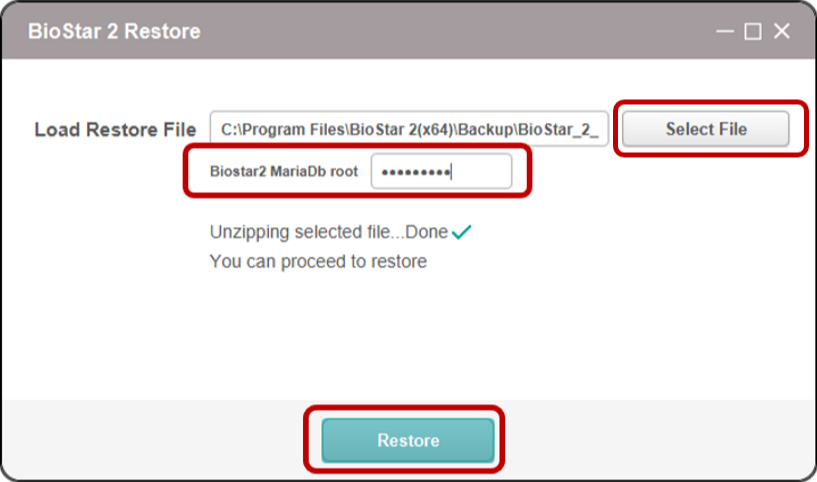 BioStar 2 Restore
Load Restore File C:\Program Files\BioStar 2(x64)\Backup\BioStar_2_ Select File
Biostar2 MariaDb root •••••••••
Unzipping selected file...Done
You can proceed to restore
Restore